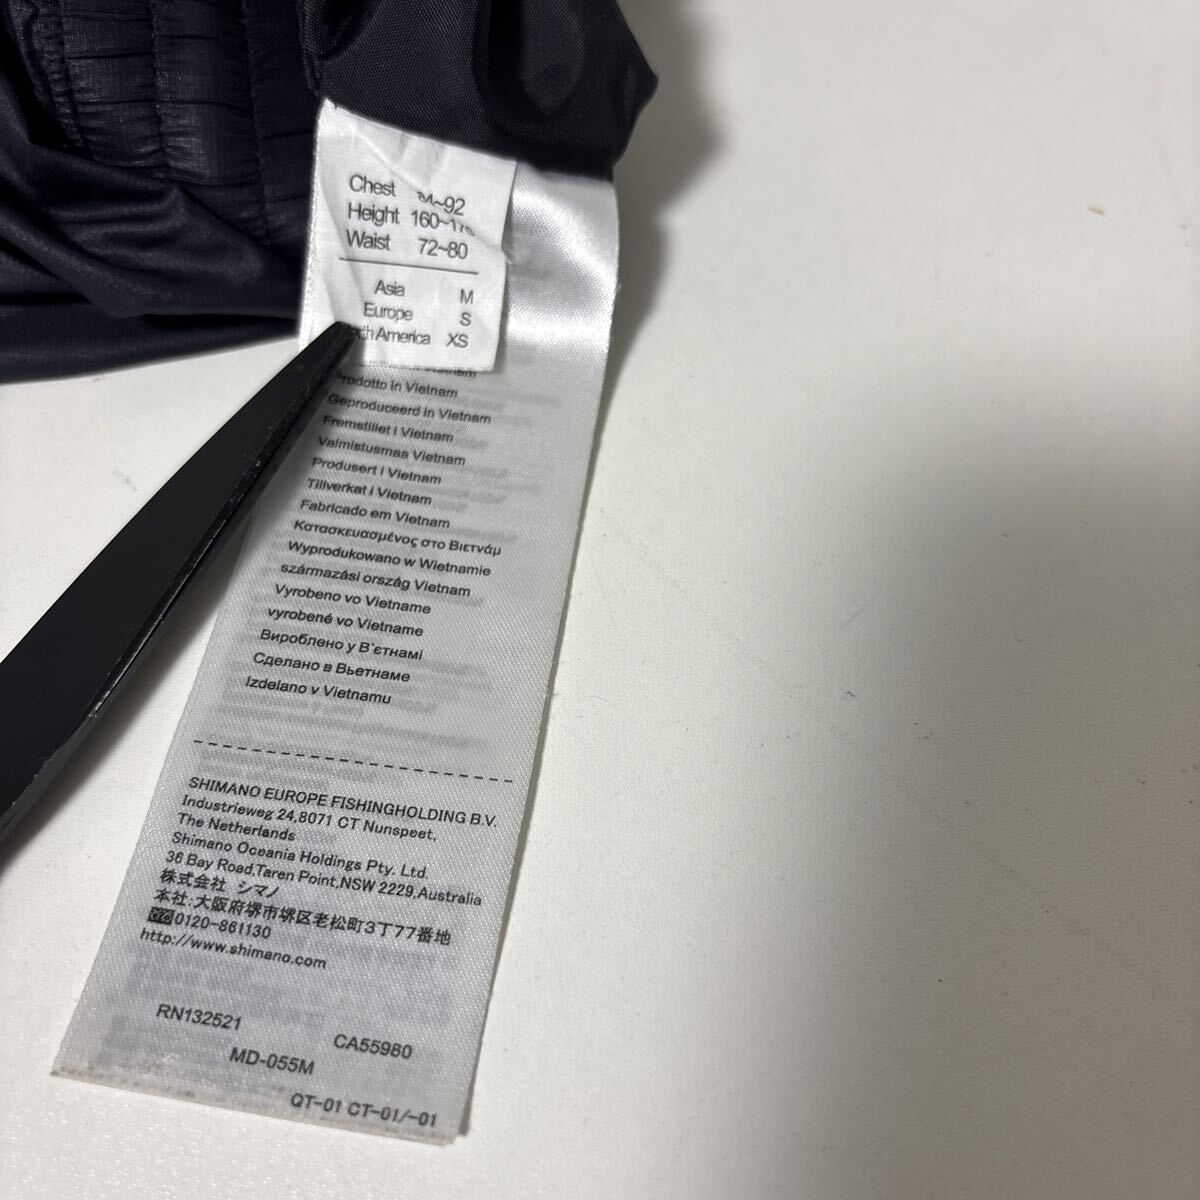 Chest 84~92
Height 160~170
Waist 72~80
Asia M
Europe S
America XS
Vietnam
Prodotto in Vietnam
Geproduceerd in Vietnam
Fremstillet i Vietnam
Valmistusmaa Vietnam
Produsert i Vietnam
Tillverkat i Vietnam
Fabricado em Vietnam
Κατασκευασμένος στο Βιετνάμ
Wyprodukowano w Wietnamie
származási ország Vietnam
Vyrobeno vo Vietname
vyrobené vo Vietname
Вироблено у В`єтнамі
Сделано в Вьетнаме
Izdelano v Vietnamu
SHIMANO EUROPE FISHINGHOLDING B.V.
Industrieweg 24,8071 CT Nunspeet,
The Netherlands
Shimano Oceania Holdings Pty. Ltd.
36 Bay Road,Taren Point,NSW 2229,Australia
株式会社 シマノ
本社:大阪府堺市堺区老松町3丁77番地
0120-861130
http://www.shimano.com
RN132521
CA55980
MD-055M
QT-01 CT-01/-01